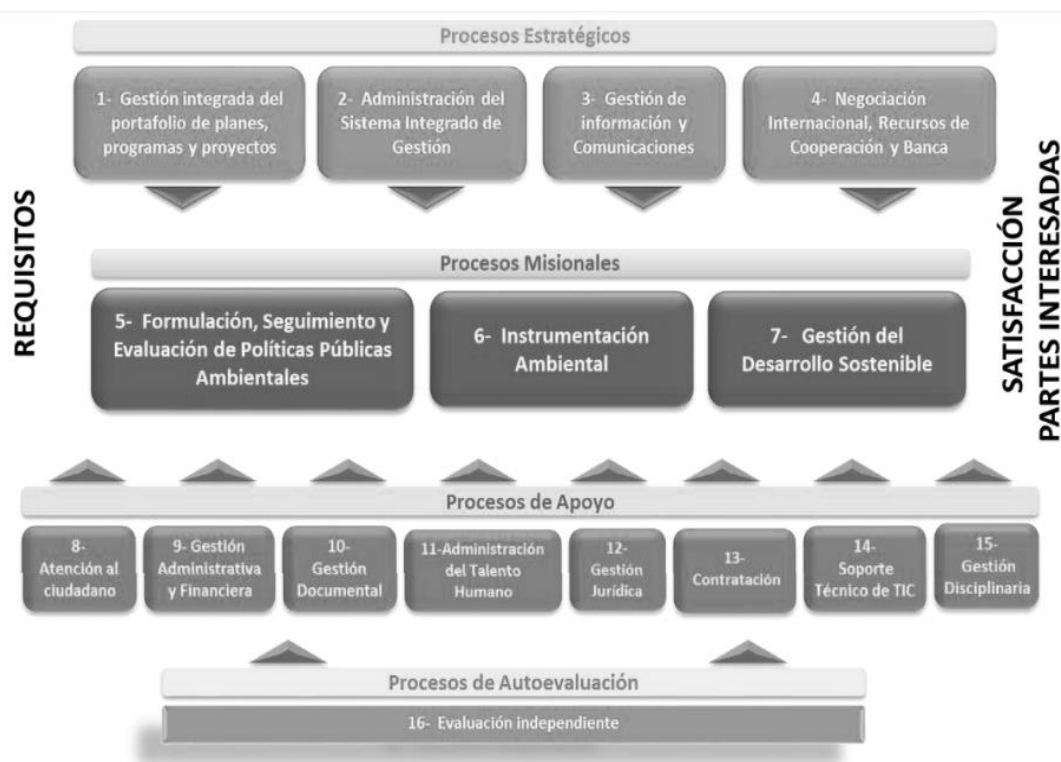 Procesos Estratégicos
1- Gestión integrada del
portafolio de planes,
programas y proyectos
2- Administración del
Sistema Integrado de
Gestión
3- Gestión de
información y
Comunicaciones
4- Negociación
Internacional, Recursos de
Cooperación y Banca
REQUISITOS
SATISFACCIÓN
PARTES INTERESADAS
Procesos Misionales
5- Formulación, Seguimiento y
Evaluación de Políticas Públicas
Ambientales
6- Instrumentación
Ambiental
7- Gestión del
Desarrollo Sostenible
Procesos de Apoyo
8-
Atención al
ciudadano
9- Gestión
Administrativa
y Financiera
10-
Gestión
Documental
11-Administración
del Talento
Humano
12-
Gestión
Jurídica
13-
Contratación
14-
Soporte
Técnico de TIC
15-
Gestión
Disciplinaria
Procesos de Autoevaluación
16- Evaluación independiente